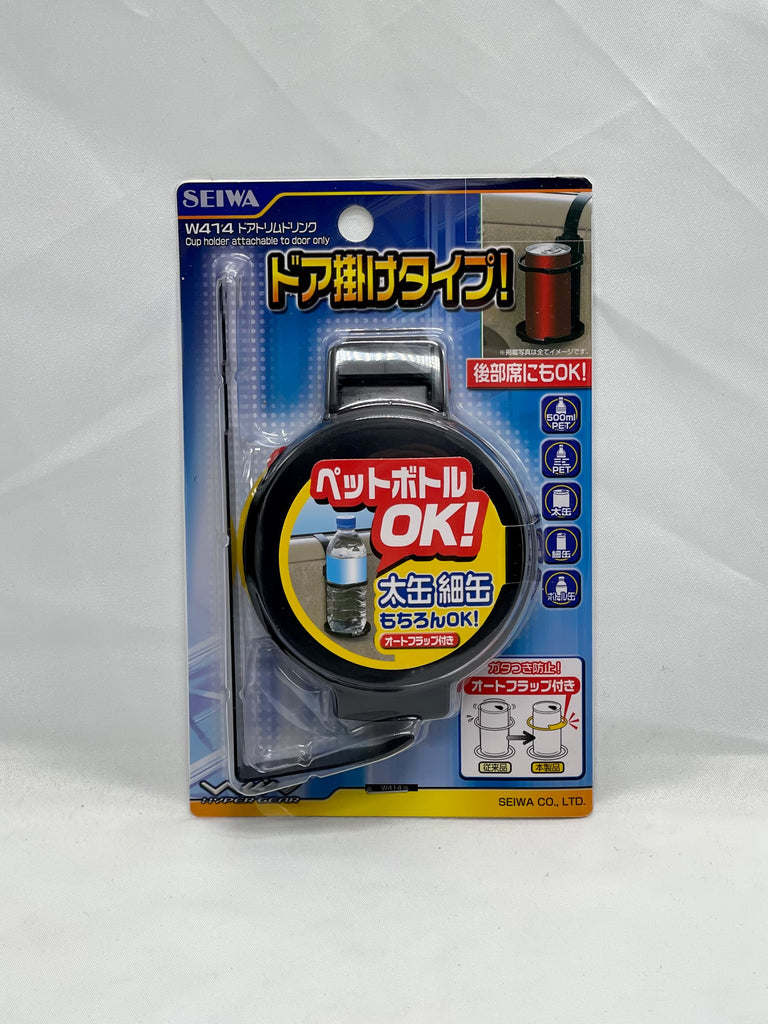 SEIWA
W414 ドアトリムドリンク
Cup holder attachable to door only
ドア掛けタイプ!
※掲載写真は全てイメージです。
後部席にもOK!
500ml
PET
PET
太缶
細缶
ボトル缶
ペットボトル
OK!
太缶 細缶
もちろんOK!
オートフラップ付き
ガタつき防止!
オートフラップ付き
従来品
本製品
W414
HYPER GEAR
SEIWA CO., LTD.